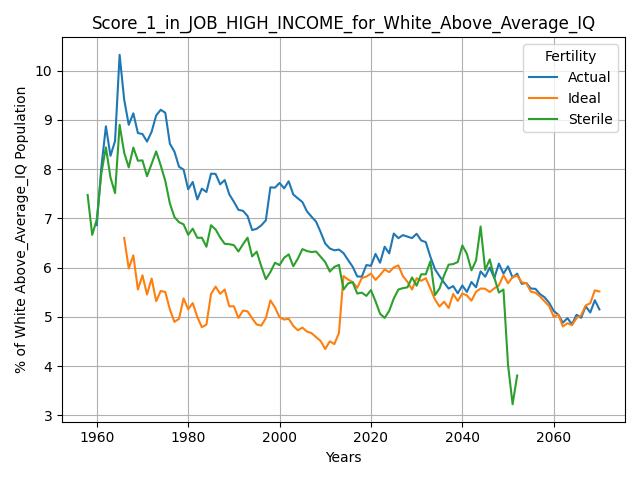 Score_1_in_JOB_HIGH_INCOME_for_White_Above_Average_IQ
% of White Above_Average_IQ Population
10
9
8
7
6
5
4
3
Fertility
Actual
Ideal
Sterile
1960 1980 2000 2020 2040 2060
Years